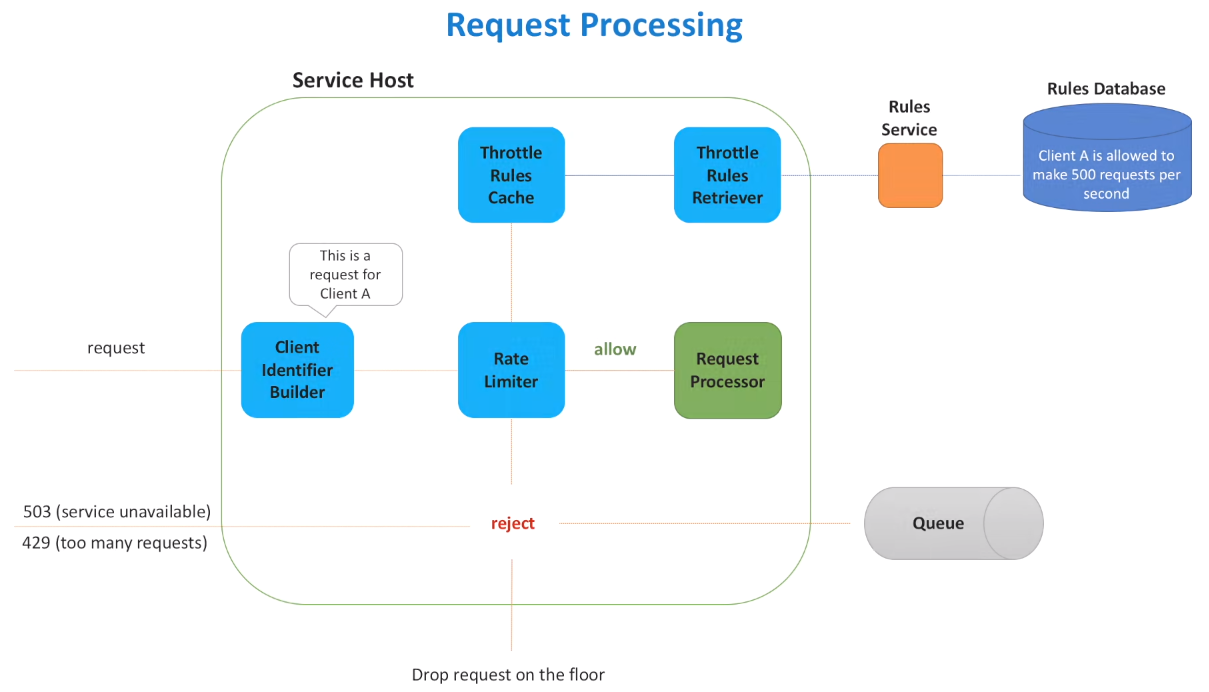 Request Processing
Service Host
Rules Database
Rules
Service
Throttle
Rules
Cache
Throttle
Rules
Retriever
Client A is allowed to
make 500 requests per
second
This is a
request for
Client A
request
Client
Identifier
Builder
Rate
Limiter
allow
Request
Processor
503 (service unavailable)
429 (too many requests)
reject
Queue
Drop request on the floor